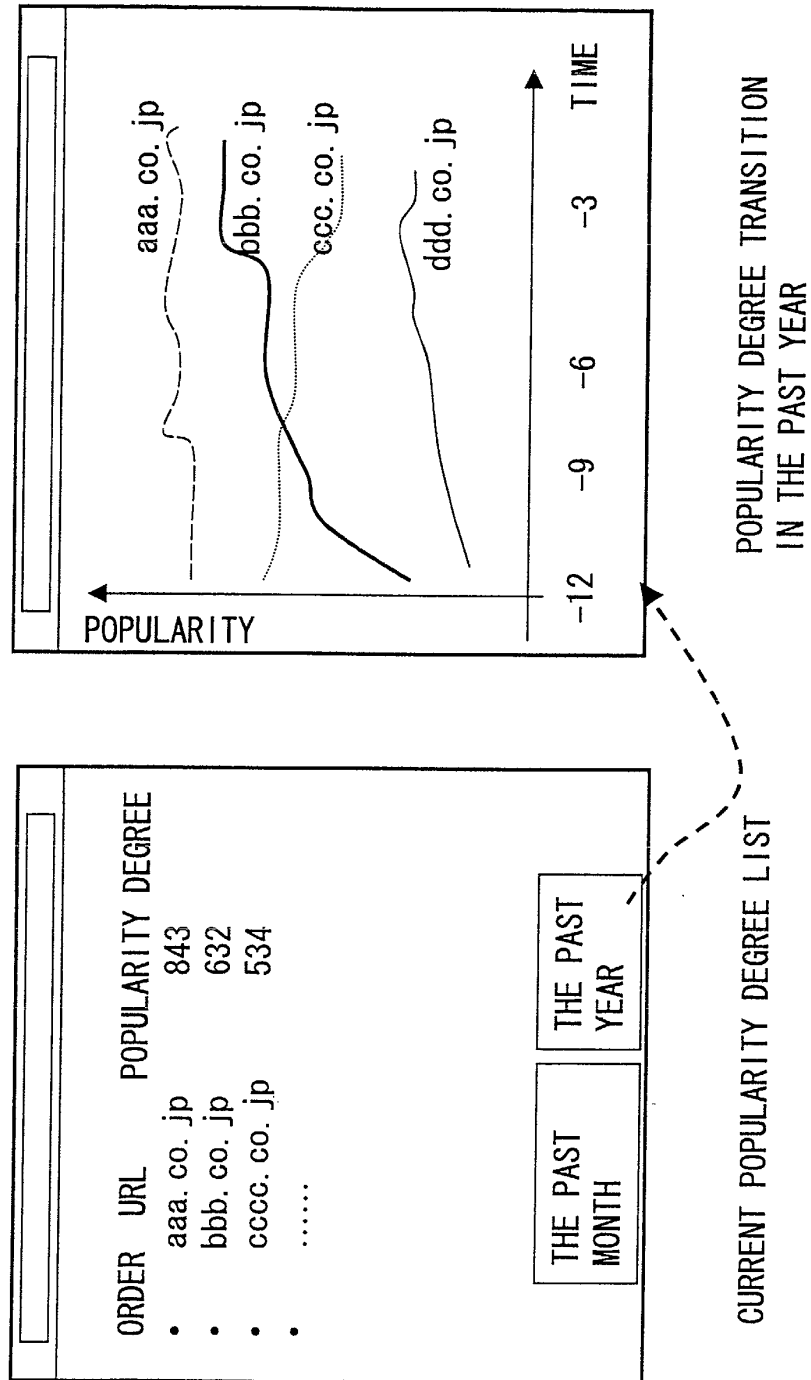 ORDER URL POPULARITY DEGREE
• aaa. co. jp 843
• bbb. co. jp 632
• cccc. co. jp 534
• ......
THE PAST
MONTH
THE PAST
YEAR
CURRENT POPULARITY DEGREE LIST
POPULARITY
aaa. co. jp
bbb. co. jp
ccc. co. jp
ddd. co. jp
-12 -9 -6 -3 TIME
POPULARITY DEGREE TRANSITION
IN THE PAST YEAR